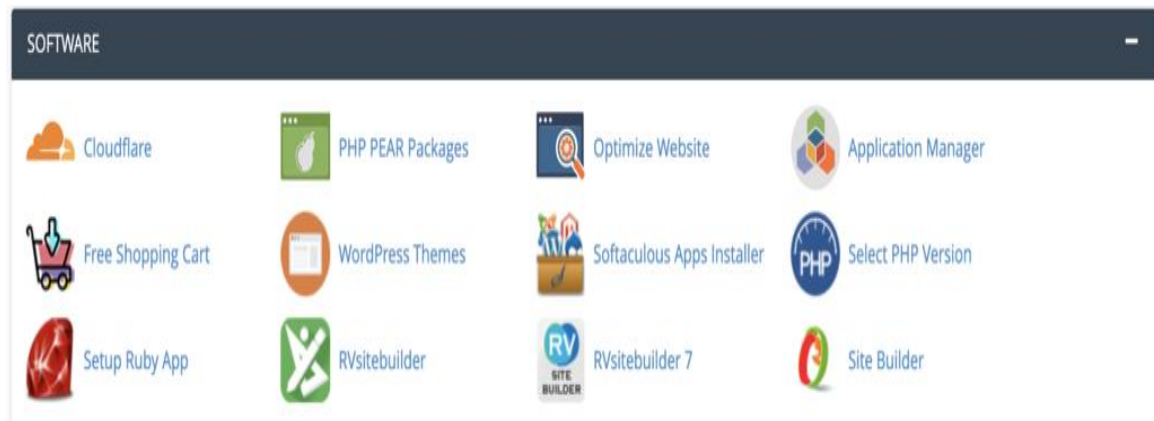 SOFTWARE
Cloudflare PHP PEAR Packages Optimize Website Application Manager
Free Shopping Cart WordPress Themes Softaculous Apps Installer PHP Select PHP Version
Setup Ruby App RVsitebuilder RV SITE BUILDER RVsitebuilder 7 Site Builder